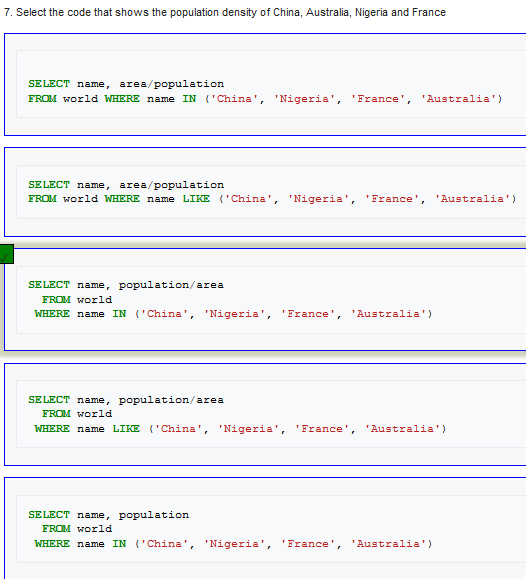 7. Select the code that shows the population density of China, Australia, Nigeria and France
SELECT name, area/population
FROM world WHERE name IN ('China', 'Nigeria', 'France', 'Australia')
SELECT name, area/population
FROM world WHERE name LIKE ('China', 'Nigeria', 'France', 'Australia')
SELECT name, population/area
FROM world
WHERE name IN ('China', 'Nigeria', 'France', 'Australia')
SELECT name, population/area
FROM world
WHERE name LIKE ('China', 'Nigeria', 'France', 'Australia')
SELECT name, population
FROM world
WHERE name IN ('China', 'Nigeria', 'France', 'Australia')